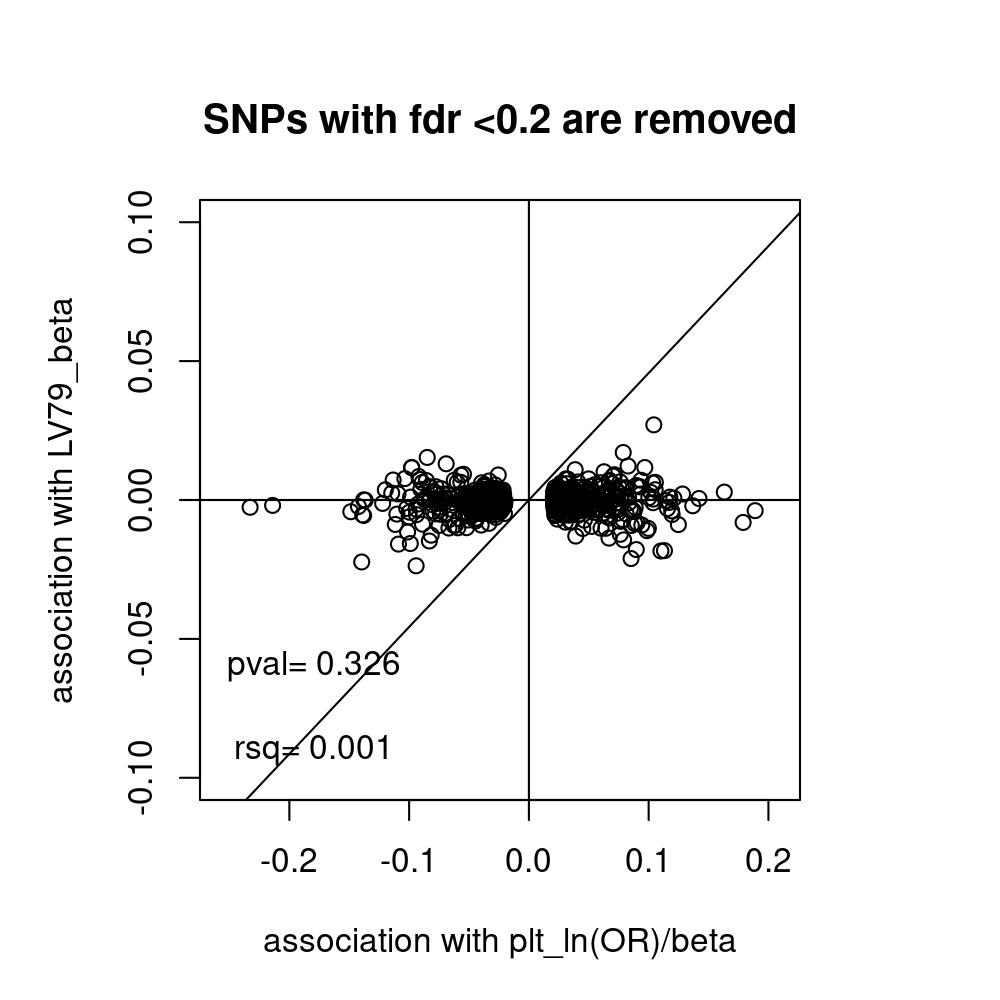 SNPs with fdr <0.2 are removed
0.10
0.05
0.00
-0.05
-0.10
association with LV79_beta
pval= 0.326
rsq= 0.001
-0.2 -0.1 0.0 0.1 0.2
association with plt_ln(OR)/beta